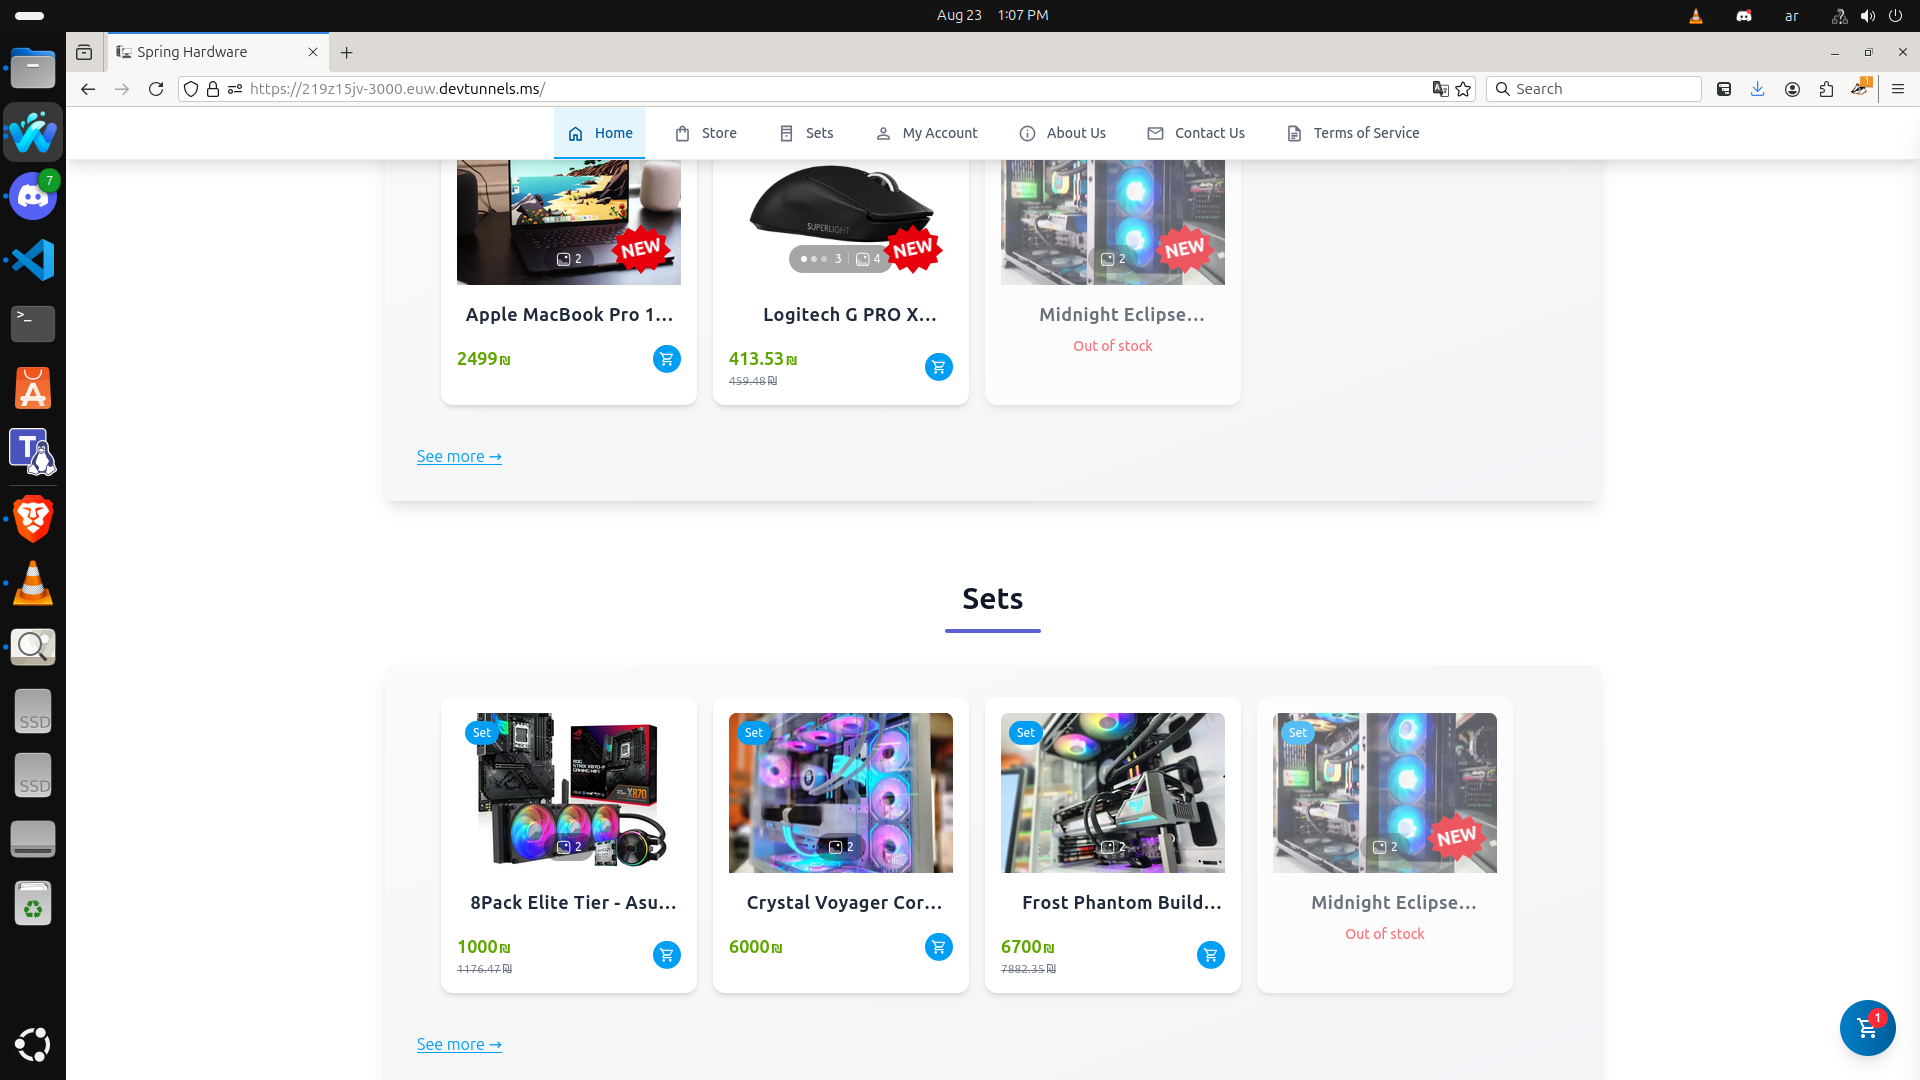 Aug 23 1:07 PM
ar
Spring Hardware
https://219z15jv-3000.euw.devtunnels.ms/
Search
1
7
Home
Store
Sets
My Account
About Us
Contact Us
Terms of Service
SUPERLIGHT
2
NEW
3
4
NEW
2
NEW
Apple MacBook Pro 1...
Logitech G PRO X...
Midnight Eclipse...
Out of stock
2499₪
413.53₪
459.48₪
See more →
Sets
Set
Set
Set
Set
X870
2
2
2
2
NEW
8Pack Elite Tier - Asu...
Crystal Voyager Cor...
Frost Phantom Build...
Midnight Eclipse...
Out of stock
1000₪
1176.47₪
6000₪
6700₪
7882.35₪
See more →
1
SSD
SSD